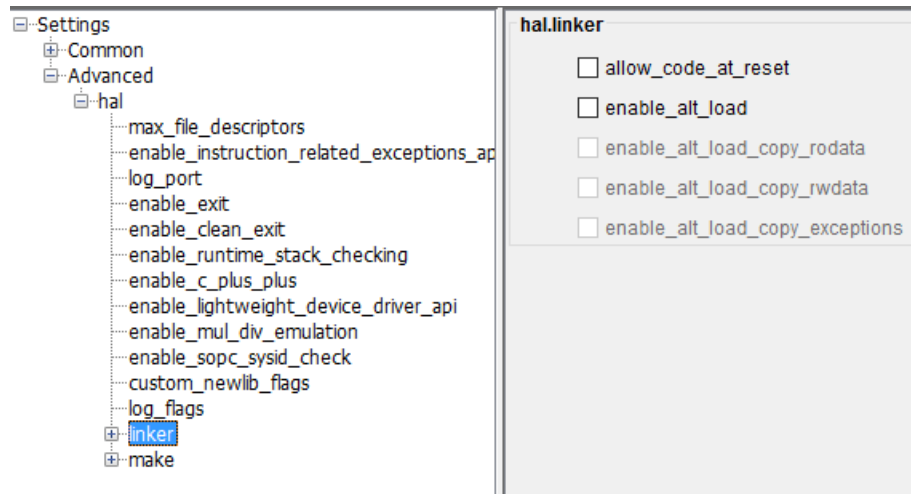 Settings
Common
Advanced
hal
max_file_descriptors
enable_instruction_related_exceptions_ap
log_port
enable_exit
enable_clean_exit
enable_runtime_stack_checking
enable_c_plus_plus
enable_lightweight_device_driver_api
enable_mul_div_emulation
enable_sopc_sysid_check
custom_newlib_flags
log_flags
linker
make
hal.linker
allow_code_at_reset
enable_alt_load
enable_alt_load_copy_rodata
enable_alt_load_copy_rwdata
enable_alt_load_copy_exceptions